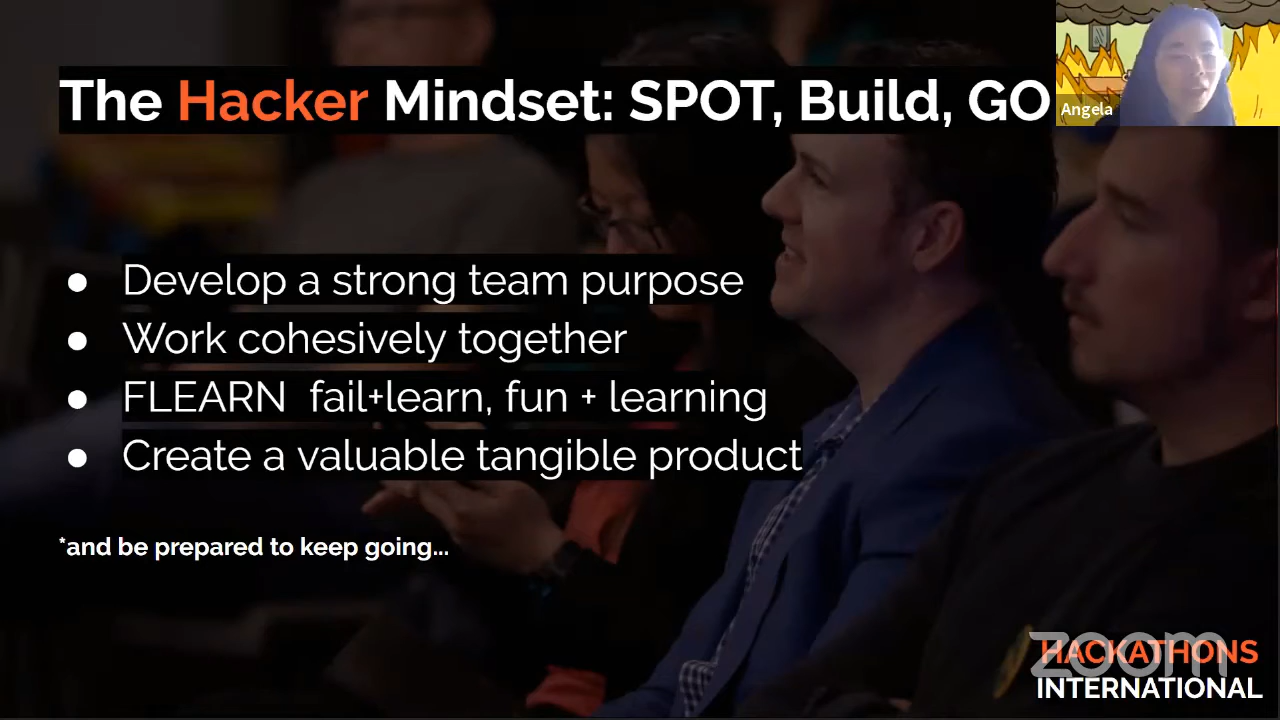 The Hacker Mindset: SPOT, Build, GO
Angela
● Develop a strong team purpose
● Work cohesively together
● FLEARN  fail+learn, fun + learning
● Create a valuable tangible product
*and be prepared to keep going...
zoom
HACKATHONS
INTERNATIONAL